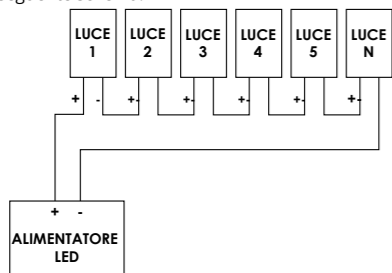 LUCE LUCE LUCE LUCE LUCE LUCE
1 2 3 4 5 N
+ - +- +- +- +- +-
+ -
ALIMENTATORE
LED